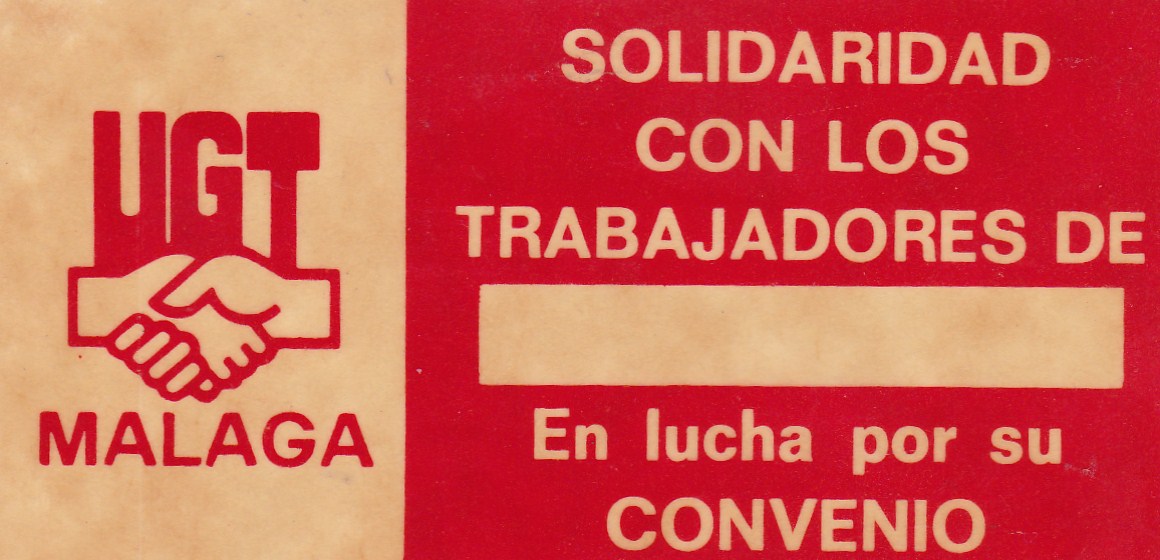 UGT
MALAGA
SOLIDARIDAD
CON LOS
TRABAJADORES DE
En lucha por su
CONVENIO